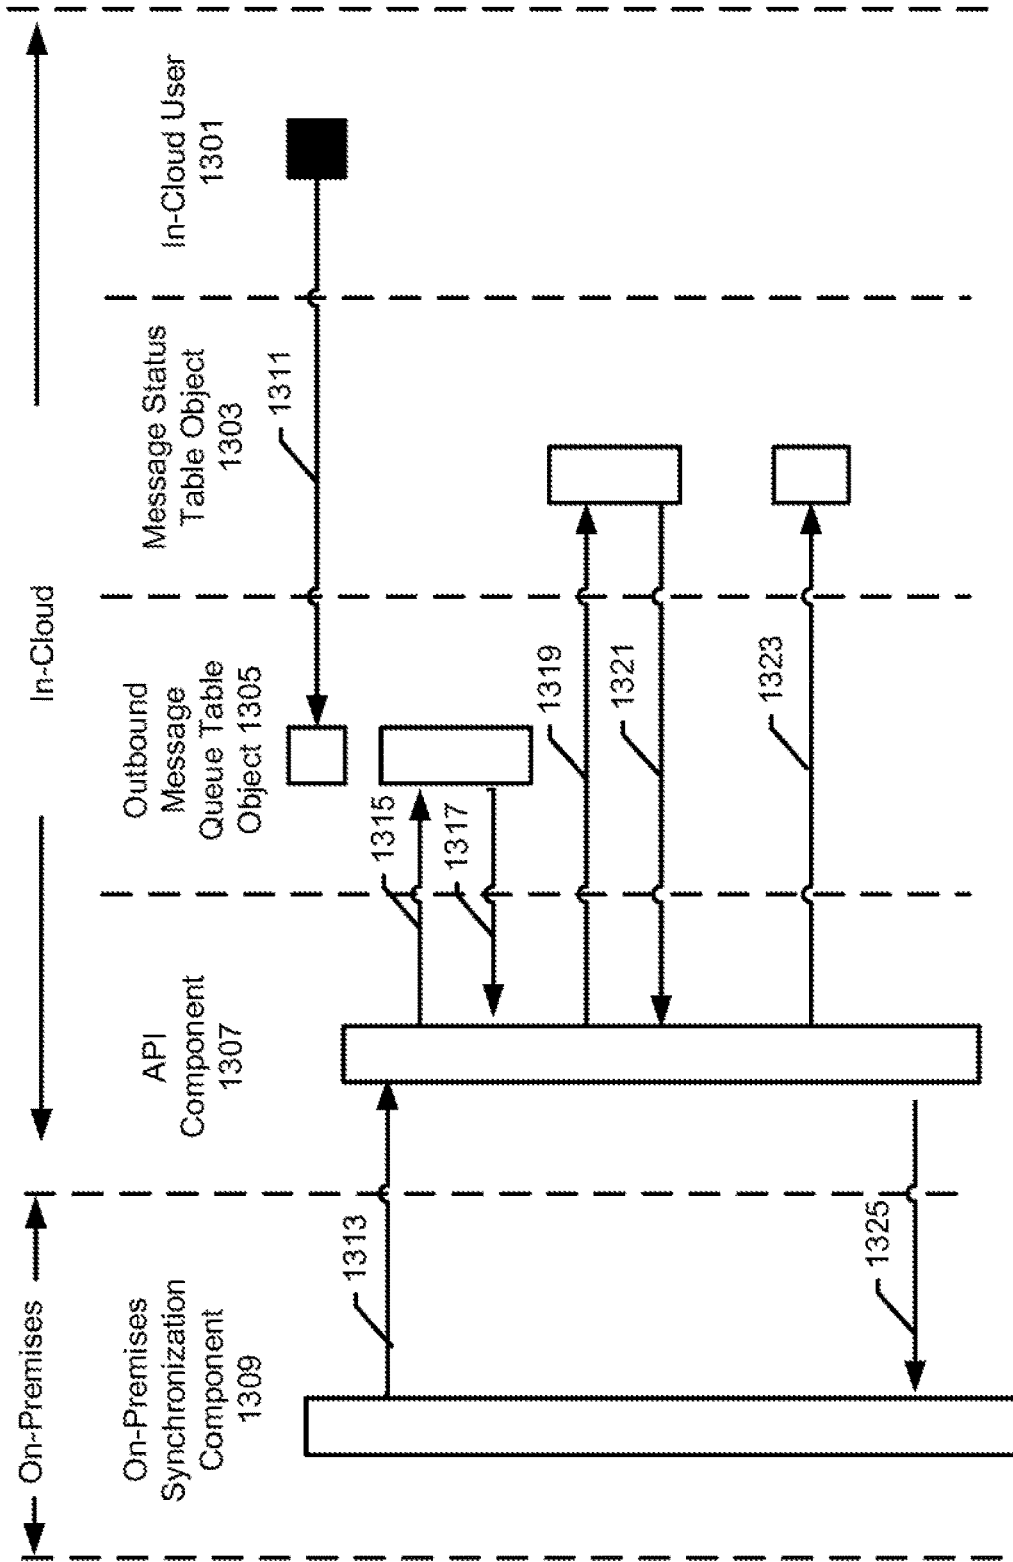 On-Premises
In-Cloud
On-Premises
Synchronization
Component
1309
API
Component
1307
Outbound
Message
Queue Table
Object 1305
Message Status
Table Object
1303
In-Cloud User
1301
1311
1313
1315
1317
1319
1321
1323
1325